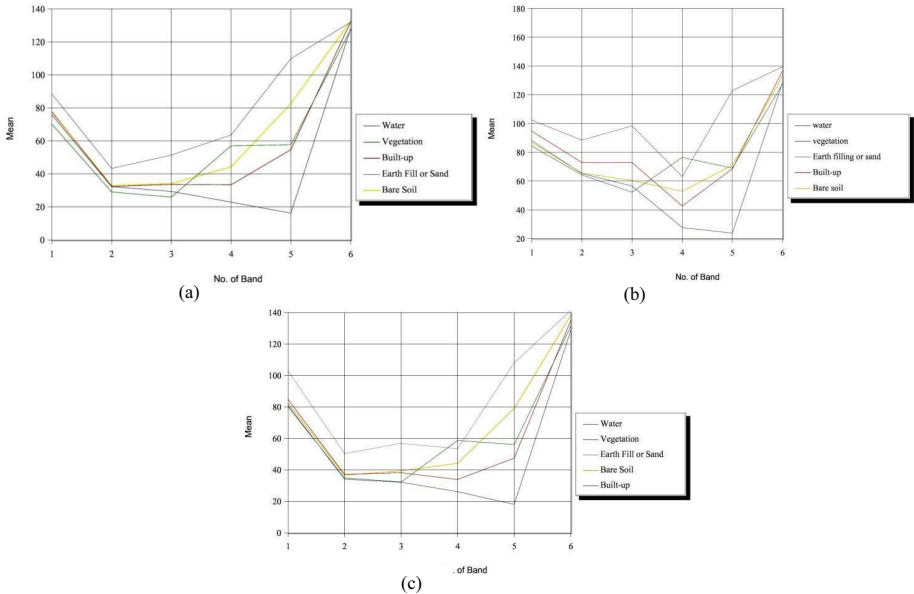 140
120
100
80
60
40
20
0
Mean
1 2 3 4 5 6
No. of Band
Water
Vegetation
Built-up
Earth Fill or Sand
Bare Soil
(a)
180
160
140
120
100
80
60
40
20
Mean
1 2 3 4 5 6
No. of Band
water
vegetation
Earth filling or sand
Built-up
Bare soil
(b)
140
120
100
80
60
40
20
0
Mean
1 2 3 4 5 6
. of Band
Water
Vegetation
Earth Fill or Sand
Bare Soil
Built-up
(c)